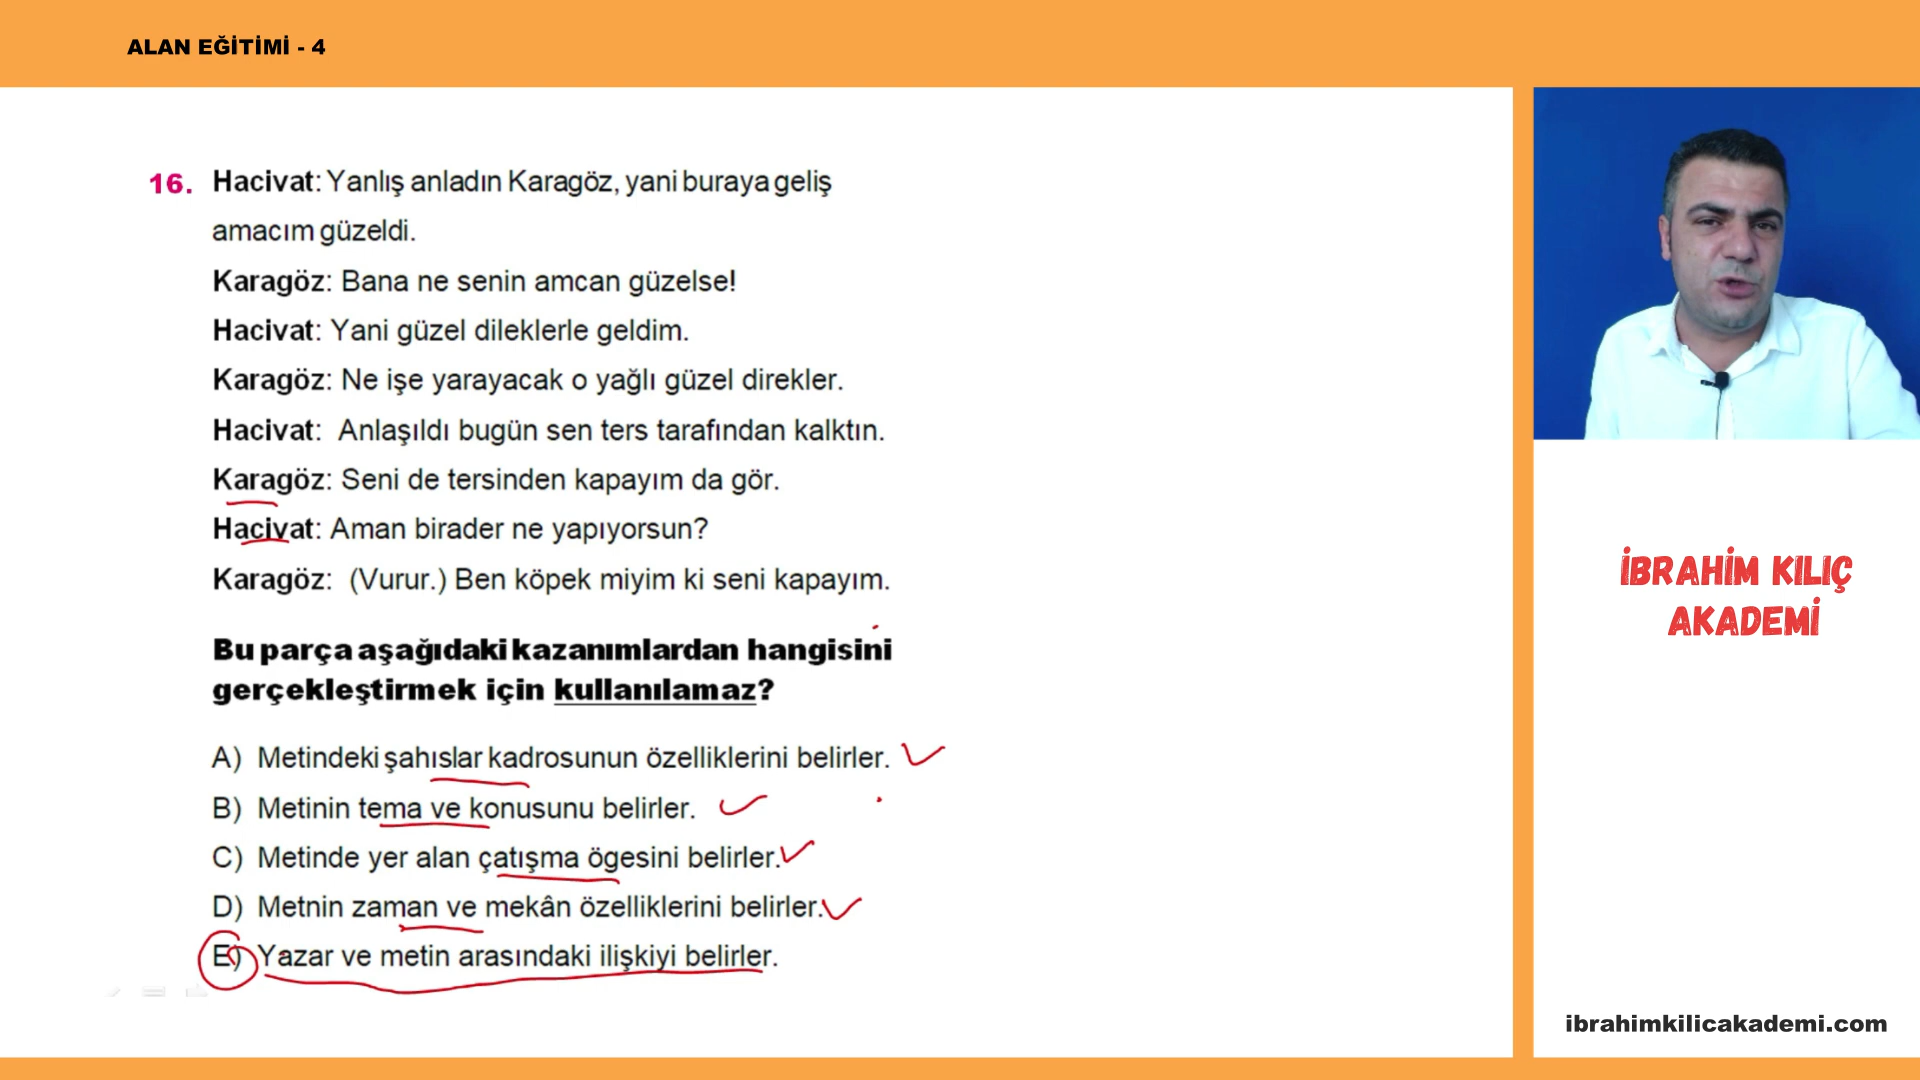 ALAN EĞİTİMİ - 4
16. Hacivat: Yanlış anladın Karagöz, yani buraya geliş
amacım güzeldi.
Karagöz: Bana ne senin amcan güzelse!
Hacivat: Yani güzel dileklerle geldim.
Karagöz: Ne işe yarayacak o yağlı güzel direkler.
Hacivat: Anlaşıldı bugün sen ters tarafından kalktın.
Karagöz: Seni de tersinden kapayım da gör.
Hacivat: Aman birader ne yapıyorsun?
Karagöz: (Vurur.) Ben köpek miyim ki seni kapayım.
Bu parça aşağıdaki kazanımlardan hangisini
gerçekleştirmek için kullanılamaz?
A) Metindeki şahıslar kadrosunun özelliklerini belirler.
B) Metinin tema ve konusunu belirler.
C) Metinde yer alan çatışma ögesini belirler.
D) Metnin zaman ve mekân özelliklerini belirler.
E) Yazar ve metin arasındaki ilişkiyi belirler.
İBRAHİM KILIÇ
AKADEMİ
ibrahimkilicakademi.com